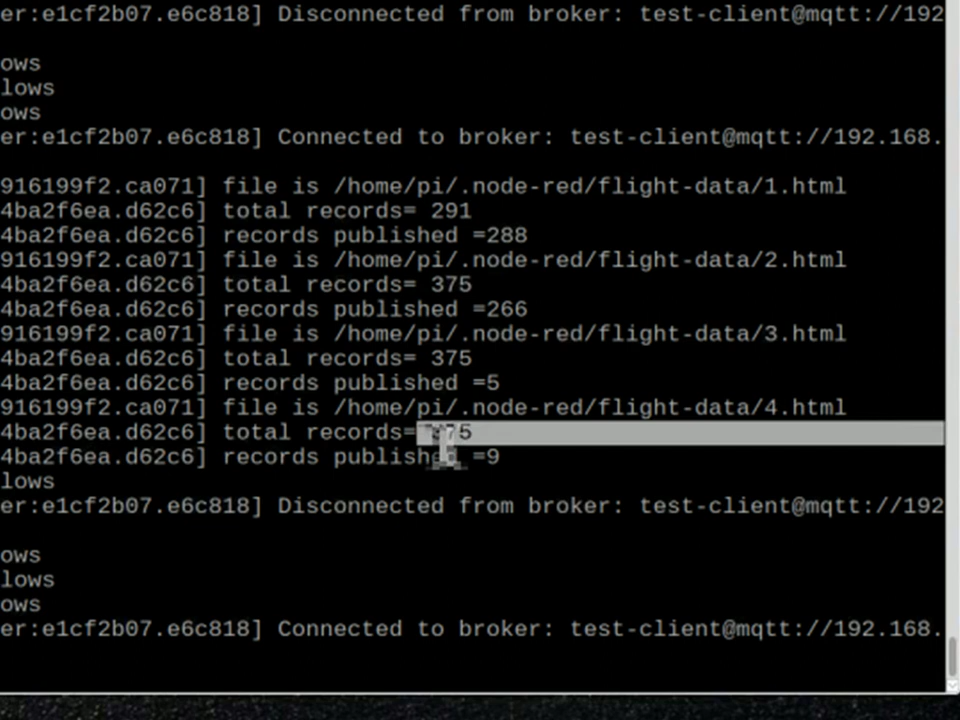 er:e1cf2b07.e6c818] Disconnected from broker: test-client@mqtt://192
ows
lows
ows
er:e1cf2b07.e6c818] Connected to broker: test-client@mqtt://192.168.
916199f2.ca071] file is /home/pi/.node-red/flight-data/1.html
4ba2f6ea.d62c6] total records= 291
4ba2f6ea.d62c6] records published =288
916199f2.ca071] file is /home/pi/.node-red/flight-data/2.html
4ba2f6ea.d62c6] total records= 375
4ba2f6ea.d62c6] records published =266
916199f2.ca071] file is /home/pi/.node-red/flight-data/3.html
4ba2f6ea.d62c6] total records= 375
4ba2f6ea.d62c6] records published =5
916199f2.ca071] file is /home/pi/.node-red/flight-data/4.html
4ba2f6ea.d62c6] total records=
4ba2f6ea.d62c6] records published =9
lows
er:e1cf2b07.e6c818] Disconnected from broker: test-client@mqtt://192
ows
lows
ows
er:e1cf2b07.e6c818] Connected to broker: test-client@mqtt://192.168.